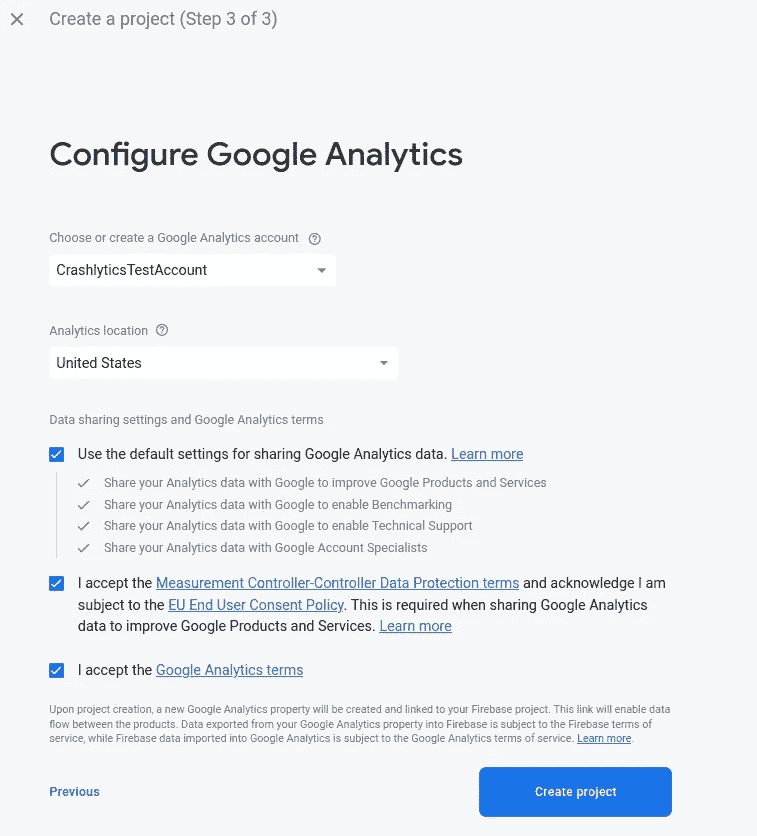 Create a project (Step 3 of 3)
Configure Google Analytics
Choose or create a Google Analytics account
CrashlyticsTestAccount
Analytics location
United States
Data sharing settings and Google Analytics terms
Use the default settings for sharing Google Analytics data. Learn more
Share your Analytics data with Google to improve Google Products and Services
Share your Analytics data with Google to enable Benchmarking
Share your Analytics data with Google to enable Technical Support
Share your Analytics data with Google Account Specialists
I accept the Measurement Controller-Controller Data Protection terms and acknowledge I am
subject to the EU End User Consent Policy. This is required when sharing Google Analytics
data to improve Google Products and Services. Learn more
I accept the Google Analytics terms
Upon project creation, a new Google Analytics property will be created and linked to your Firebase project. This link will enable data
flow between the products. Data exported from your Google Analytics property into Firebase is subject to the Firebase terms of
service, while Firebase data imported into Google Analytics is subject to the Google Analytics terms of service. Learn more.
Previous
Create project